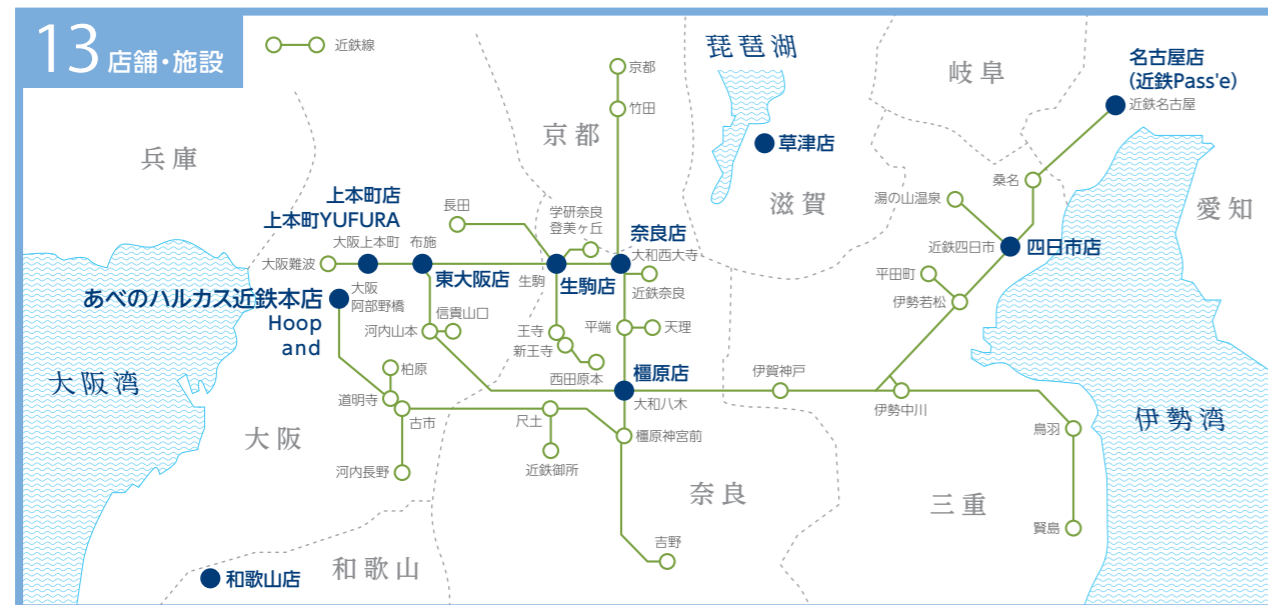 13店舗・施設
近鉄線
兵庫
京都
京都
竹田
琵琶湖
草津店
滋賀
岐阜
名古屋店
(近鉄Pass'e)
近鉄名古屋
愛知
桑名
湯の山温泉
近鉄四日市
四日市店
平田町
伊勢若松
上本町店
上本町YUFURA
大阪上本町
布施
長田
学研奈良
登美ヶ丘
奈良店
大和西大寺
近鉄奈良
大阪難波
東大阪店
生駒
生駒店
あべのハルカス近鉄本店
Hoop
and
大阪
阿部野橋
信貴山口
河内山本
王寺
新王寺
西田原本
平端
天理
橿原店
大和八木
伊賀神戸
伊勢中川
大阪湾
柏原
道明寺
古市
尺土
橿原神宮前
近鉄御所
河内長野
大阪
奈良
三重
鳥羽
賢島
伊勢湾
吉野
和歌山
和歌山店